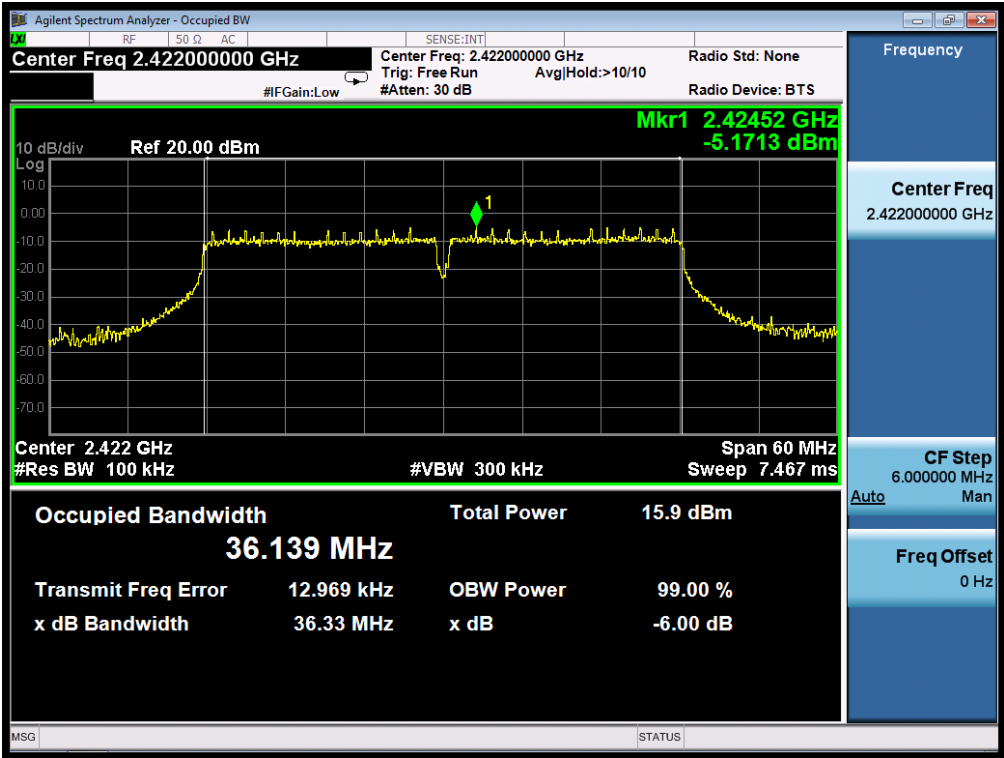 Agilent Spectrum Analyzer - Occupied BW
LXI RF 50 Ω AC SENSE:INT
Center Freq 2.422000000 GHz
#IFGain:Low
Center Freq: 2.422000000 GHz
Trig: Free Run Avg|Hold:>10/10
#Atten: 30 dB
Radio Std: None
Radio Device: BTS
Mkr1 2.42452 GHz
-5.1713 dBm
10 dB/div Ref 20.00 dBm
Log
10.0
0.00
-10.0
-20.0
-30.0
-40.0
-50.0
-60.0
-70.0
1
Center 2.422 GHz Span 60 MHz
#Res BW 100 kHz #VBW 300 kHz Sweep 7.467 ms
Occupied Bandwidth Total Power 15.9 dBm
36.139 MHz
Transmit Freq Error 12.969 kHz OBW Power 99.00 %
x dB Bandwidth 36.33 MHz x dB -6.00 dB
MSG STATUS
Frequency
Center Freq
2.422000000 GHz
CF Step
6.000000 MHz
Auto Man
Freq Offset
0 Hz